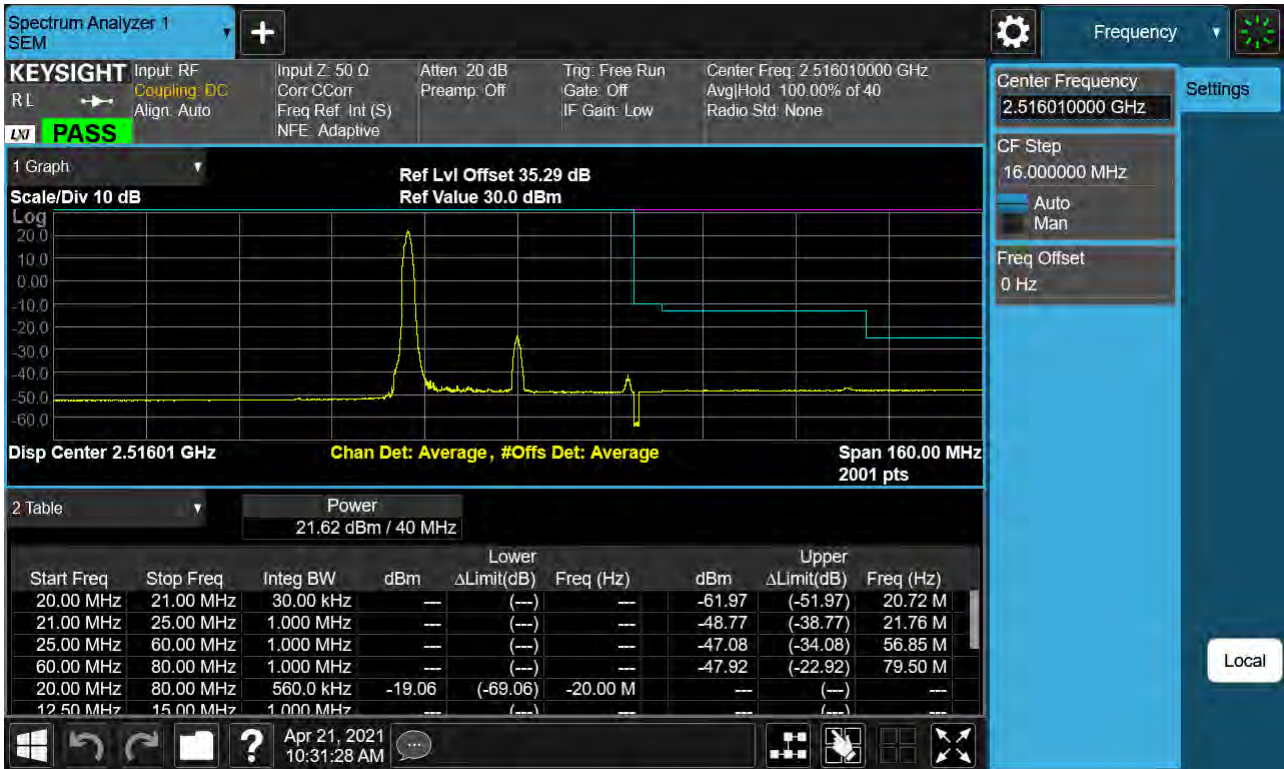 Spectrum Analyzer 1
SEM
Frequency
KEYSIGHT
R L
LXI
PASS
Input: RF
Coupling: DC
Align: Auto
Input Z: 50 Ω
Corr CCorr
Freq Ref: Int (S)
NFE: Adaptive
Atten: 20 dB
Preamp: Off
Trig: Free Run
Gate: Off
IF Gain: Low
Center Freq: 2.516010000 GHz
Avg|Hold: 100.00% of 40
Radio Std: None
Center Frequency
2.516010000 GHz
Settings
CF Step
16.000000 MHz
Auto
Man
Freq Offset
0 Hz
Local
1 Graph
Scale/Div 10 dB
Ref Lvl Offset 35.29 dB
Ref Value 30.0 dBm
Log
20.0
10.0
0.00
-10.0
-20.0
-30.0
-40.0
-50.0
-60.0
Disp Center 2.51601 GHz
Chan Det: Average , #Offs Det: Average
Span 160.00 MHz
2001 pts
2 Table
Power
21.62 dBm / 40 MHz
Lower Upper
Start Freq Stop Freq Integ BW dBm ΔLimit(dB) Freq (Hz) dBm ΔLimit(dB) Freq (Hz)
20.00 MHz 21.00 MHz 30.00 kHz --- (---) --- -61.97 (-51.97) 20.72 M
21.00 MHz 25.00 MHz 1.000 MHz --- (---) --- -48.77 (-38.77) 21.76 M
25.00 MHz 60.00 MHz 1.000 MHz --- (---) --- -47.08 (-34.08) 56.85 M
60.00 MHz 80.00 MHz 1.000 MHz --- (---) --- -47.92 (-22.92) 79.50 M
20.00 MHz 80.00 MHz 560.0 kHz -19.06 (-69.06) -20.00 M --- (---) ---
12.50 MHz 15.00 MHz 1.000 MHz --- (---) --- --- (---) ---
?
Apr 21, 2021
10:31:28 AM